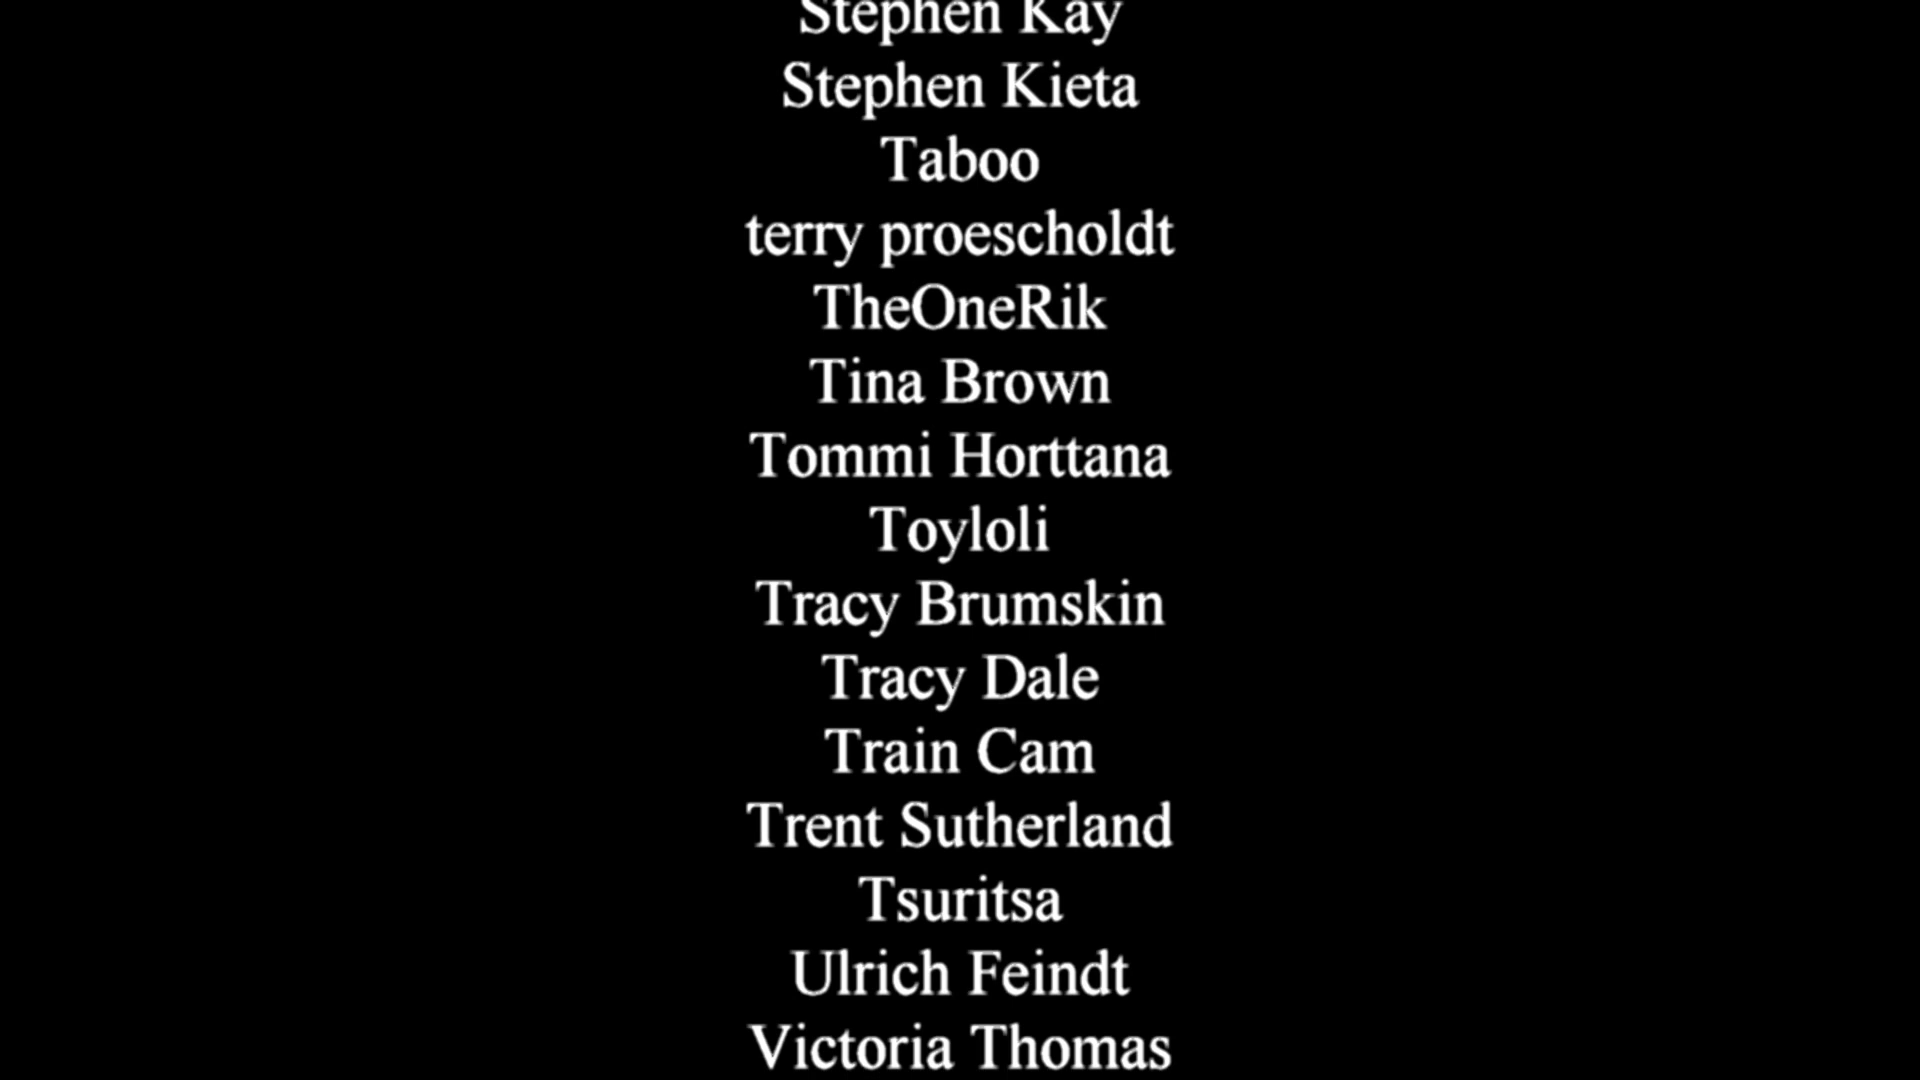 Stephen Kay
Stephen Kieta
Taboo
terry proescholdt
TheOneRik
Tina Brown
Tommi Horttana
Toyloli
Tracy Brumskin
Tracy Dale
Train Cam
Trent Sutherland
Tsuritsa
Ulrich Feindt
Victoria Thomas